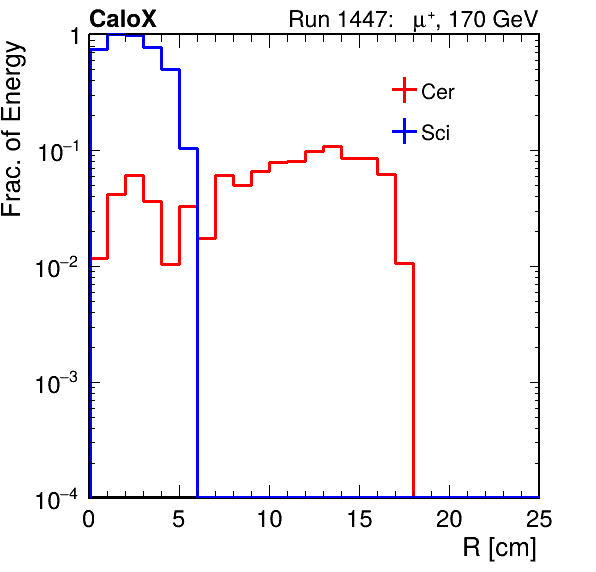 CaloX Run 1447: μ⁺, 170 GeV
Frac. of Energy
1
10⁻¹
10⁻²
10⁻³
10⁻⁴
Cer
Sci
0 5 10 15 20 25
R [cm]